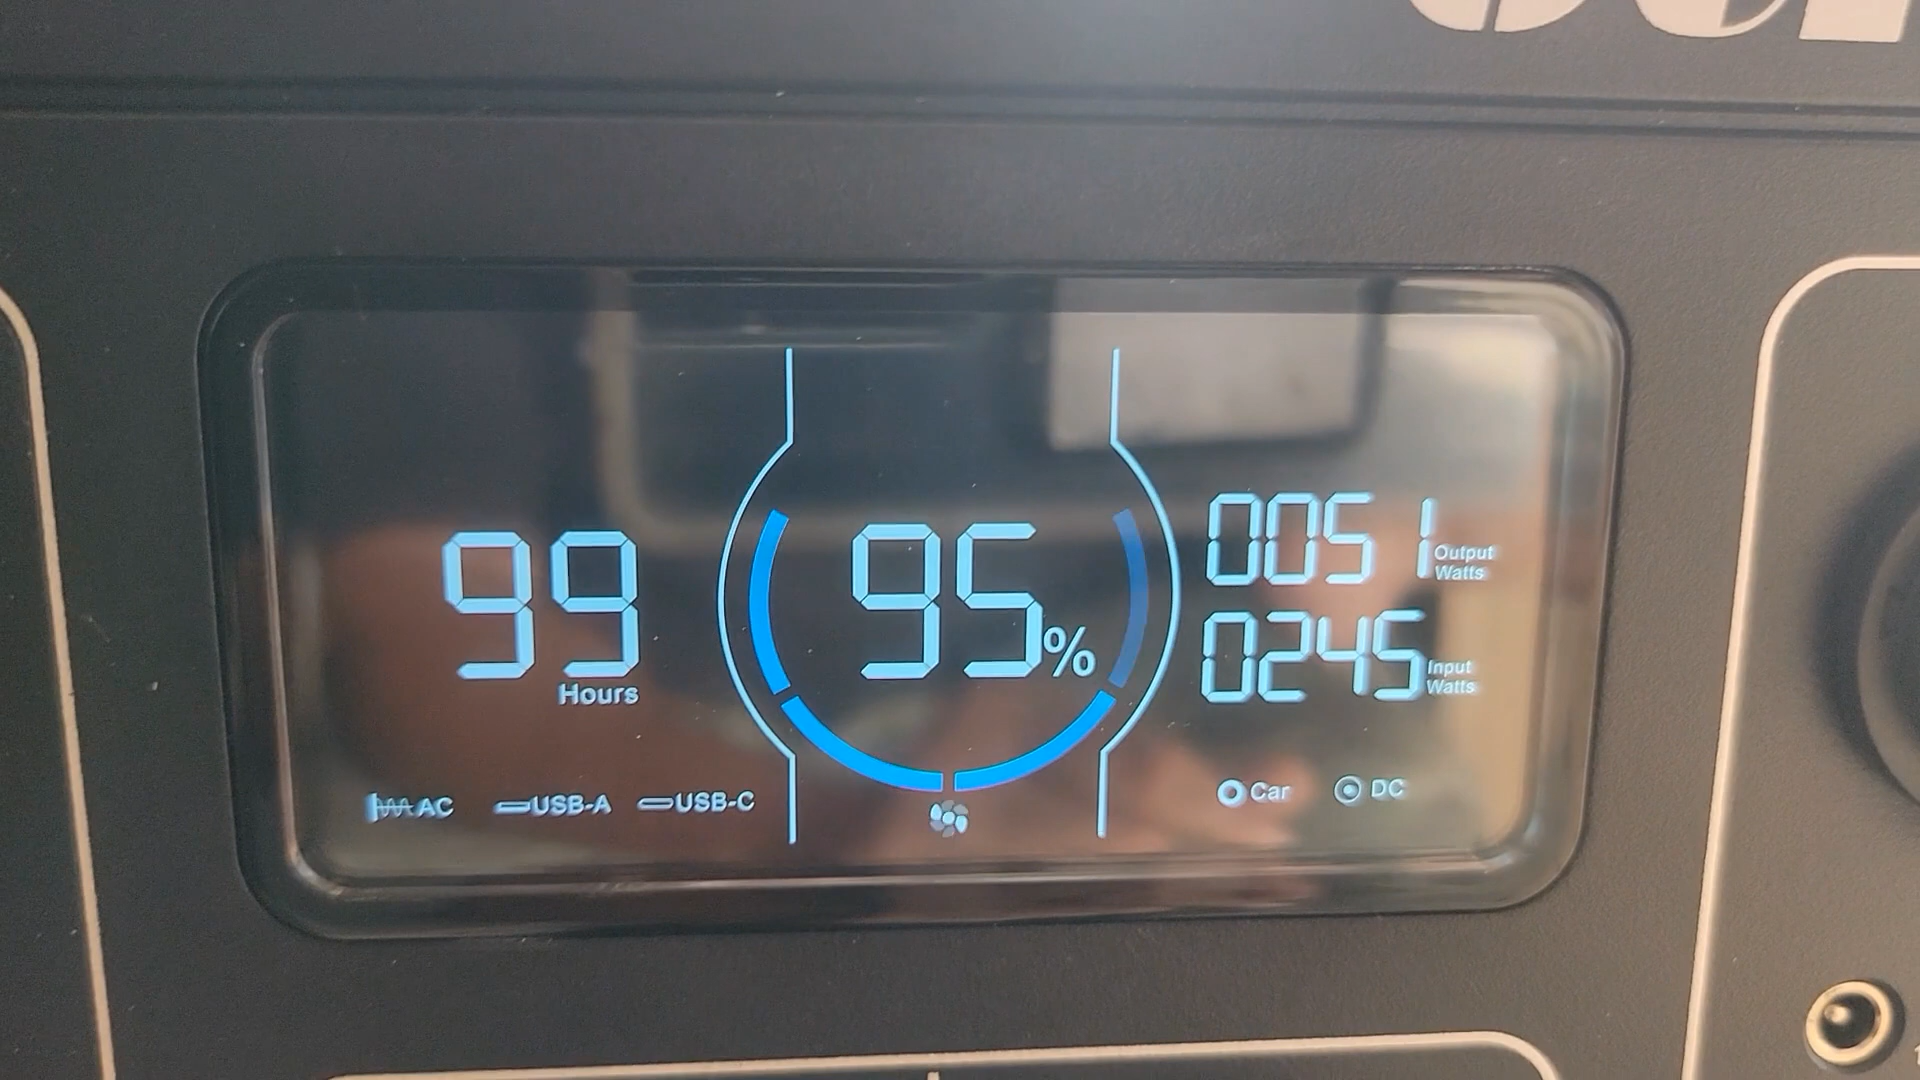 99
Hours
95%
0051 Output Watts
0245 Input Watts
AC USB-A USB-C
Car DC